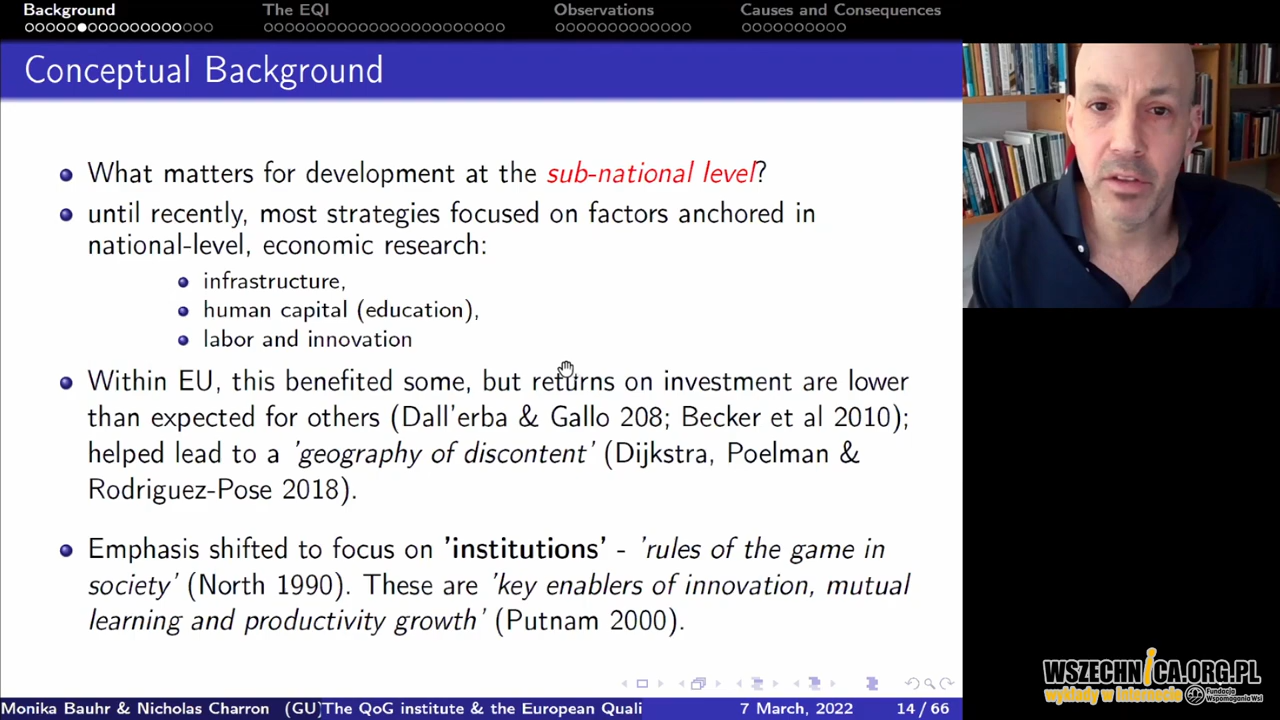 Background The EQI Observations Causes and Consequences
Conceptual Background
What matters for development at the sub-national level?
until recently, most strategies focused on factors anchored in
national-level, economic research:
infrastructure,
human capital (education),
labor and innovation
Within EU, this benefited some, but returns on investment are lower
than expected for others (Dall'erba & Gallo 208; Becker et al 2010);
helped lead to a 'geography of discontent' (Dijkstra, Poelman &
Rodriguez-Pose 2018).
Emphasis shifted to focus on 'institutions' - 'rules of the game in
society' (North 1990). These are 'key enablers of innovation, mutual
learning and productivity growth' (Putnam 2000).
WSZECHNICA.ORG.PL
wykłady w internecie Fundacja
Wspomagania Wsi
Monika Bauhr & Nicholas Charron (GU) The QoG institute & the European Quali 7 March, 2022 14 / 66